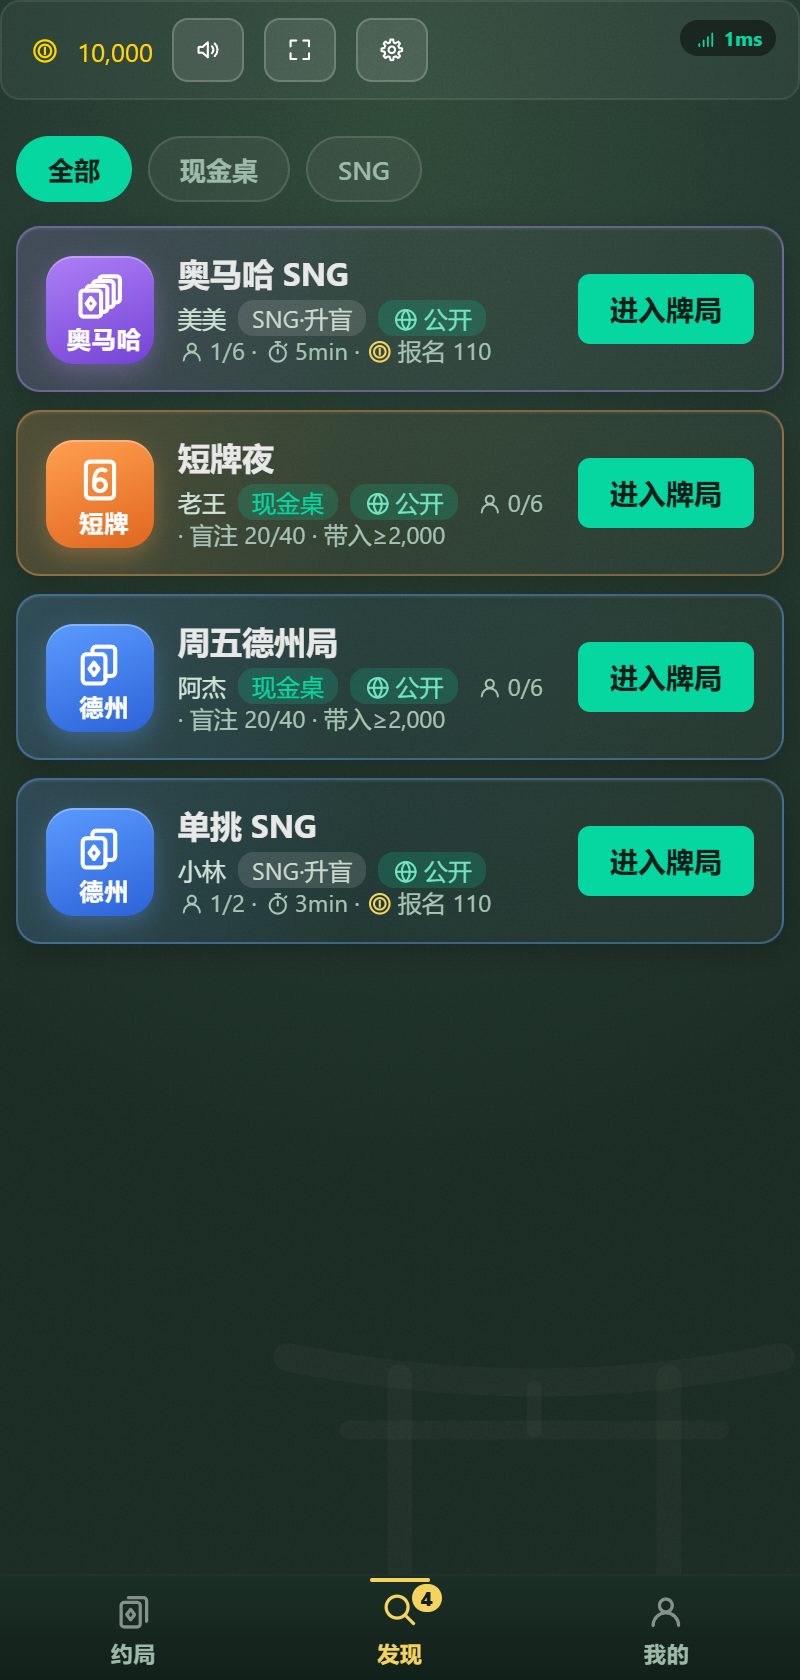 10,000
1ms
全部 现金桌 SNG
奥马哈
奥马哈 SNG
美美 SNG·升盲 公开
1/6 · 5min · 报名 110
进入牌局
6
短牌
短牌夜
老王 现金桌 公开 0/6
· 盲注 20/40 · 带入≥2,000
进入牌局
德州
周五德州局
阿杰 现金桌 公开 0/6
· 盲注 20/40 · 带入≥2,000
进入牌局
德州
单挑 SNG
小林 SNG·升盲 公开
1/2 · 3min · 报名 110
进入牌局
4
约局 发现 我的